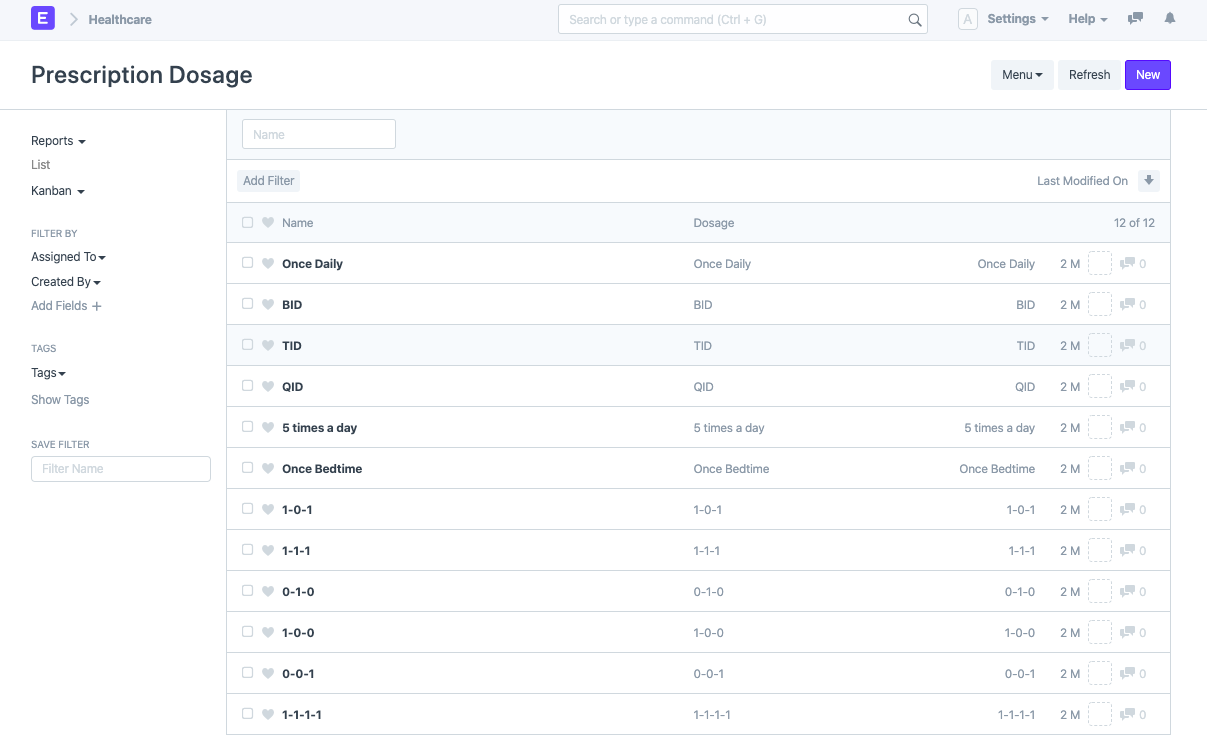 E Healthcare Search or type a command (Ctrl + G) A Settings Help
Prescription Dosage Menu Refresh New
Reports
List
Kanban
FILTER BY
Assigned To
Created By
Add Fields
TAGS
Tags
Show Tags
SAVE FILTER
Filter Name
Name
Add Filter Last Modified On
Name Dosage 12 of 12
Once Daily Once Daily Once Daily 2 M 0
BID BID BID 2 M 0
TID TID TID 2 M 0
QID QID QID 2 M 0
5 times a day 5 times a day 5 times a day 2 M 0
Once Bedtime Once Bedtime Once Bedtime 2 M 0
1-0-1 1-0-1 1-0-1 2 M 0
1-1-1 1-1-1 1-1-1 2 M 0
0-1-0 0-1-0 0-1-0 2 M 0
1-0-0 1-0-0 1-0-0 2 M 0
0-0-1 0-0-1 0-0-1 2 M 0
1-1-1-1 1-1-1-1 1-1-1-1 2 M 0